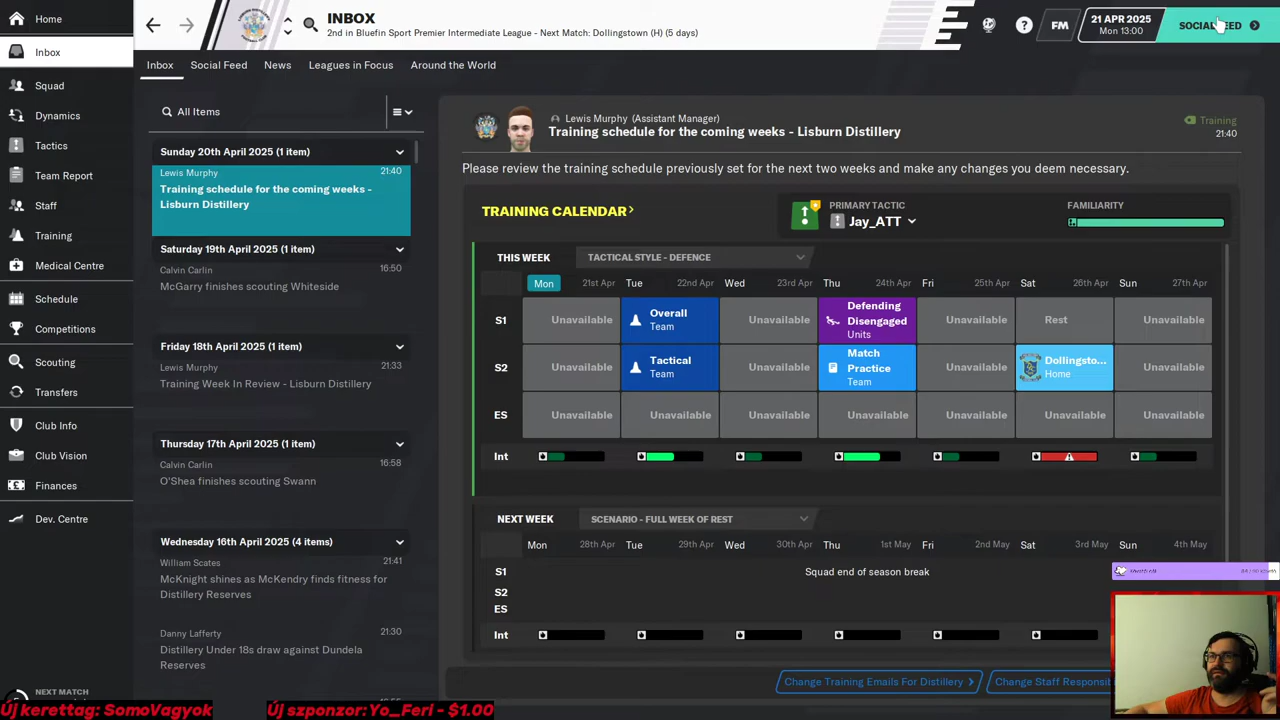 Home
Inbox
Squad
Dynamics
Tactics
Team Report
Staff
Training
Medical Centre
Schedule
Competitions
Scouting
Transfers
Club Info
Club Vision
Finances
Dev. Centre
NEXT MATCH
INBOX
2nd in Bluefin Sport Premier Intermediate League - Next Match: Dollingstown (H) (5 days)
FM
21 APR 2025
Mon 13:00
SOCIAL FEED
Inbox
Social Feed
News
Leagues in Focus
Around the World
All Items
Sunday 20th April 2025 (1 item)
Lewis Murphy
21:40
Training schedule for the coming weeks -
Lisburn Distillery
Saturday 19th April 2025 (1 item)
Calvin Carlin
16:50
McGarry finishes scouting Whiteside
Friday 18th April 2025 (1 item)
Lewis Murphy
21:33
Training Week In Review - Lisburn Distillery
Thursday 17th April 2025 (1 item)
Calvin Carlin
16:58
O'Shea finishes scouting Swann
Wednesday 16th April 2025 (4 items)
William Scates
21:41
McKnight shines as McKendry finds fitness for
Distillery Reserves
Danny Lafferty
21:30
Distillery Under 18s draw against Dundela
Reserves
Lewis Murphy (Assistant Manager)
Training schedule for the coming weeks - Lisburn Distillery
Training
21:40
Please review the training schedule previously set for the next two weeks and make any changes you deem necessary.
TRAINING CALENDAR
PRIMARY TACTIC
Jay_ATT
FAMILIARITY
THIS WEEK
TACTICAL STYLE - DEFENCE
Mon 21st Apr Tue 22nd Apr Wed 23rd Apr Thu 24th Apr Fri 25th Apr Sat 26th Apr Sun 27th Apr
S1
Unavailable
Overall
Team
Unavailable
Defending
Disengaged
Units
Unavailable
Rest
Unavailable
S2
Unavailable
Tactical
Team
Unavailable
Match
Practice
Team
Unavailable
Dollingsto...
Home
Unavailable
ES
Unavailable Unavailable Unavailable Unavailable Unavailable Unavailable Unavailable
Int
NEXT WEEK
SCENARIO - FULL WEEK OF REST
Mon 28th Apr Tue 29th Apr Wed 30th Apr Thu 1st May Fri 2nd May Sat 3rd May Sun 4th May
S1
Squad end of season break
S2
ES
Int
Change Training Emails For Distillery
Change Staff Responsib
Új kerettag: SomoVagyok
Új szponzor: Yo_Feri - $1.00